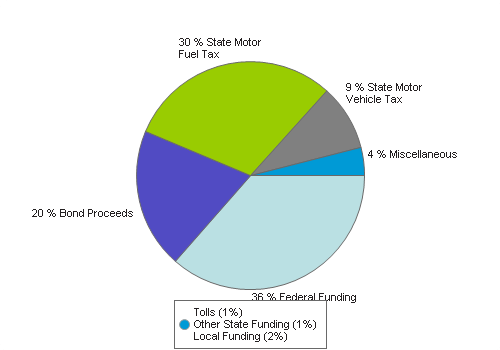 30 % State Motor
Fuel Tax
9 % State Motor
Vehicle Tax
4 % Miscellaneous
20 % Bond Proceeds
36 % Federal Funding
Tolls (1%)
Other State Funding (1%)
Local Funding (2%)